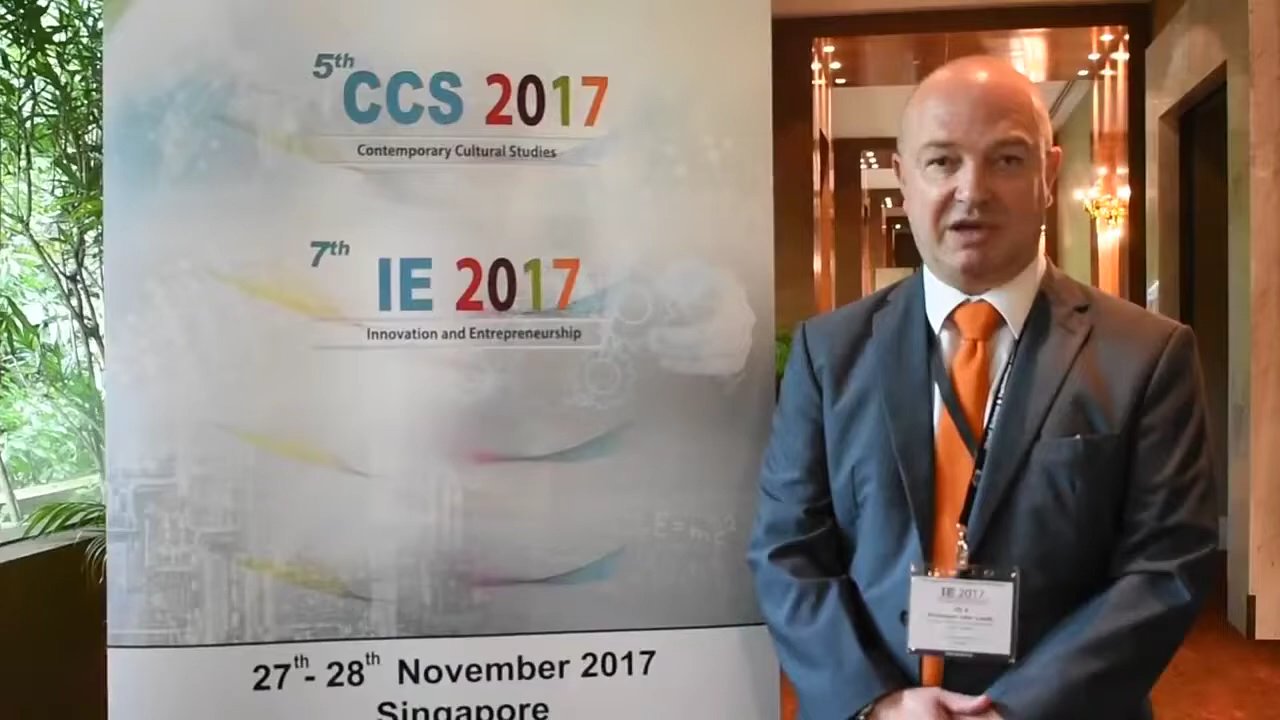 5th
CCS 2017
Contemporary Cultural Studies
7th
IE 2017
Innovation and Entrepreneurship
E=mc²
27th- 28th November 2017
Singapore
IE 2017